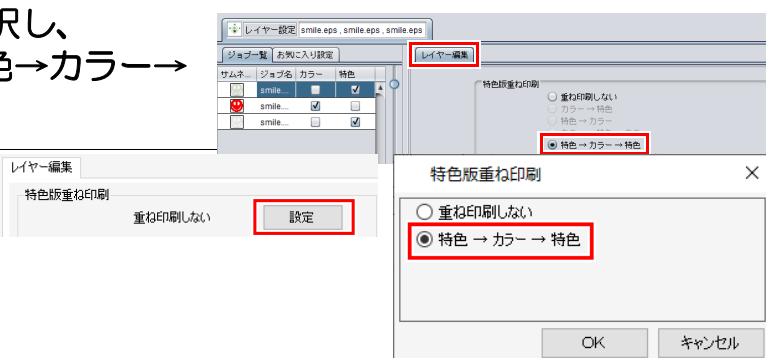 択し、
色→カラー→
レイヤー設定 smile.eps , smile.eps , smile.eps
ジョブ一覧 お気に入り設定
サムネ... ジョブ名 カラー 特色
smile....
smile....
smile....
レイヤー編集
特色版重ね印刷
重ね印刷しない
カラー → 特色
特色 → カラー
特色 → カラー → 特色
レイヤー編集
特色版重ね印刷
重ね印刷しない 設定
特色版重ね印刷
重ね印刷しない
特色 → カラー → 特色
OK キャンセル